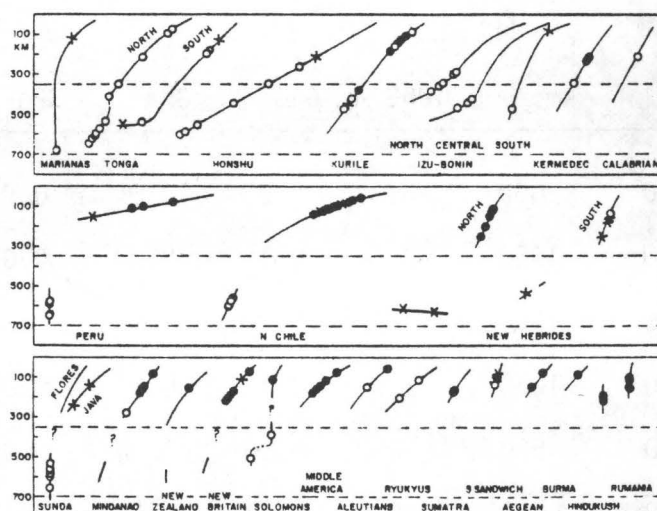 100
KM
300
500
700
NORTH
SOUTH
NORTH CENTRAL SOUTH
MARIANAS TONGA HONSHU KURILE IZU-BONIN KERMEDEC CALABRIAN
100
300
500
700
NORTH
SOUTH
PERU N CHILE NEW HEBRIDES
100
300
500
700
FLORES
JAVA
?
?
?
?
MIDDLE
AMERICA
RYUKYUS
S SANDWICH
BURMA
RUMANIA
SUNDA
MINDANAO
NEW
ZEALAND
NEW
BRITAIN
SOLOMONS
ALEUTIANS
SUMATRA
AEGEAN
HINDUKUSH